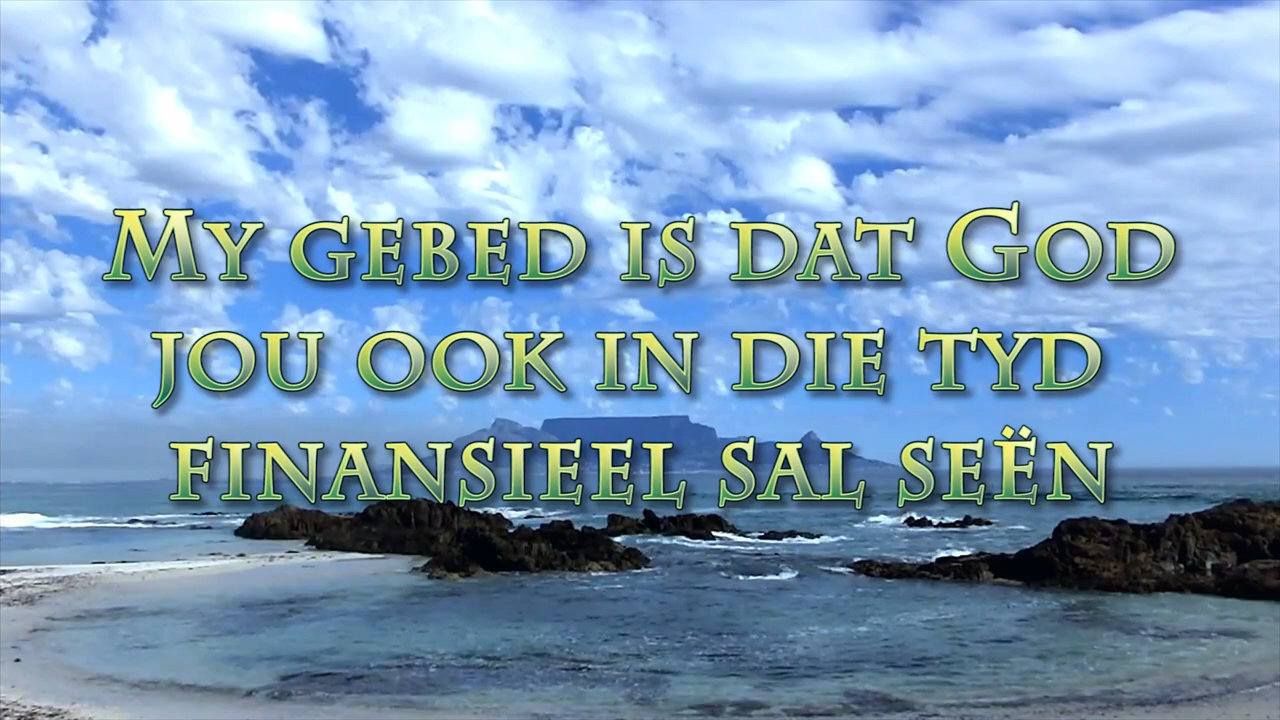 My gebed is dat God
jou ook in die tyd
finansieel sal seën